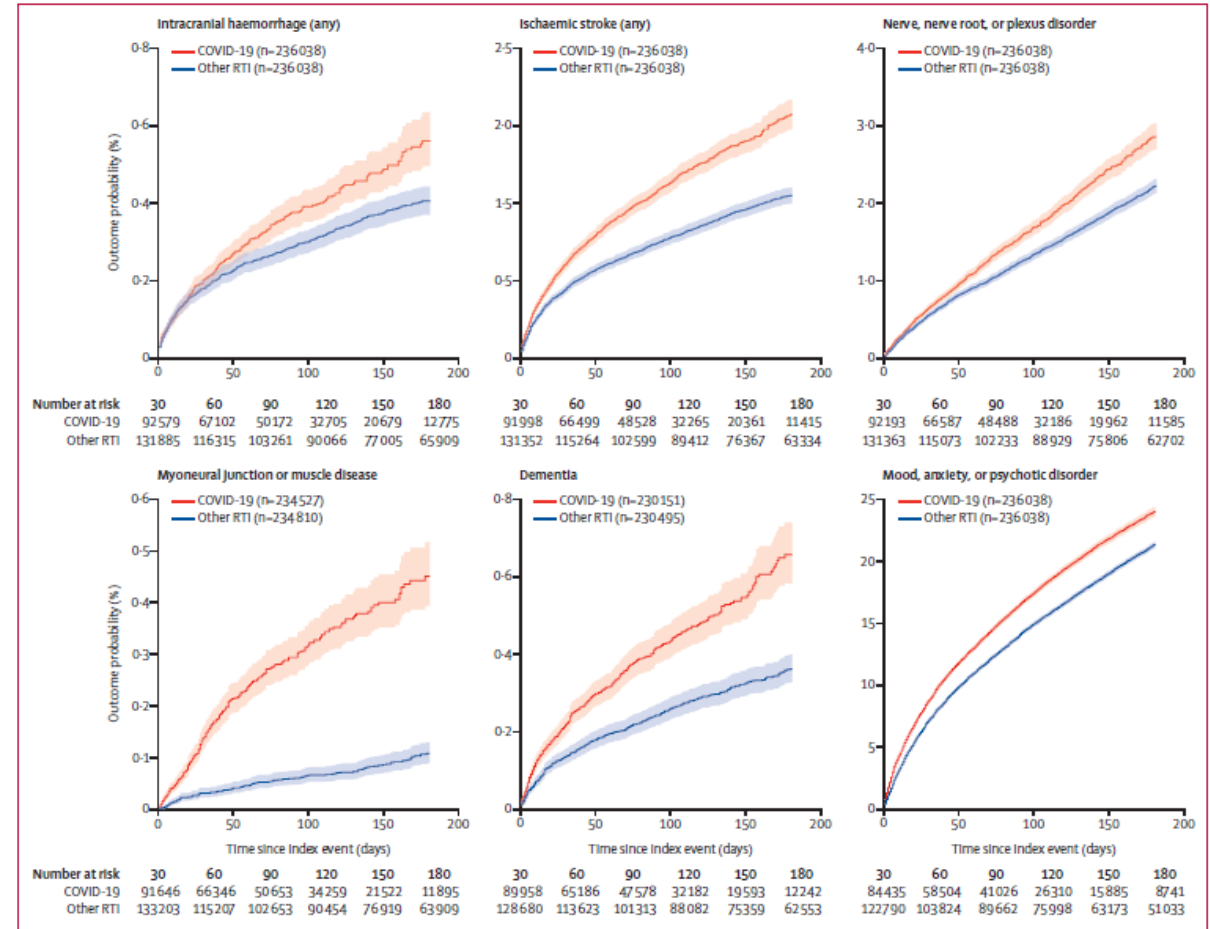 Intracranial haemorrhage (any)
COVID-19 (n=236038)
Other RTI (n=236038)
0·8
0·6
0·4
0·2
0
Outcome probability (%)
0 50 100 150 200
Ischaemic stroke (any)
COVID-19 (n=236038)
Other RTI (n=236038)
2·5
2·0
1·5
0·5
0
0 50 100 150 200
Nerve, nerve root, or plexus disorder
COVID-19 (n=236038)
Other RTI (n=236038)
4·0
3·0
2·0
1·0
0
0 50 100 150 200
Number at risk 30 60 90 120 150 180
COVID-19 92579 67102 50172 32705 20679 12775
Other RTI 131885 116315 103261 90066 77005 65909
30 60 90 120 150 180
91998 66499 48528 32265 20361 11415
131352 115264 102599 89412 76367 63334
30 60 90 120 150 180
92193 66587 48488 32186 19962 11585
131363 115073 102233 88929 75806 62702
Myoneural junction or muscle disease
COVID-19 (n=234527)
Other RTI (n=234810)
0·6
0·5
0·4
0·3
0·2
0·1
0
Outcome probability (%)
0 50 100 150 200
Time since index event (days)
Dementia
COVID-19 (n=230151)
Other RTI (n=230495)
0·8
0·6
0·4
0·2
0
0 50 100 150 200
Time since index event (days)
Mood, anxiety, or psychotic disorder
COVID-19 (n=236038)
Other RTI (n=236038)
25
20
15
10
5
0
0 50 100 150 200
Time since index event (days)
Number at risk 30 60 90 120 150 180
COVID-19 91646 66346 50653 34259 21522 11895
Other RTI 133203 115207 102653 90454 76919 63909
30 60 90 120 150 180
89958 65186 47578 32182 19593 12242
128680 113623 101313 88082 75359 62553
30 60 90 120 150 180
84435 58504 41026 26310 15885 8741
122790 103824 89662 75998 63173 51033